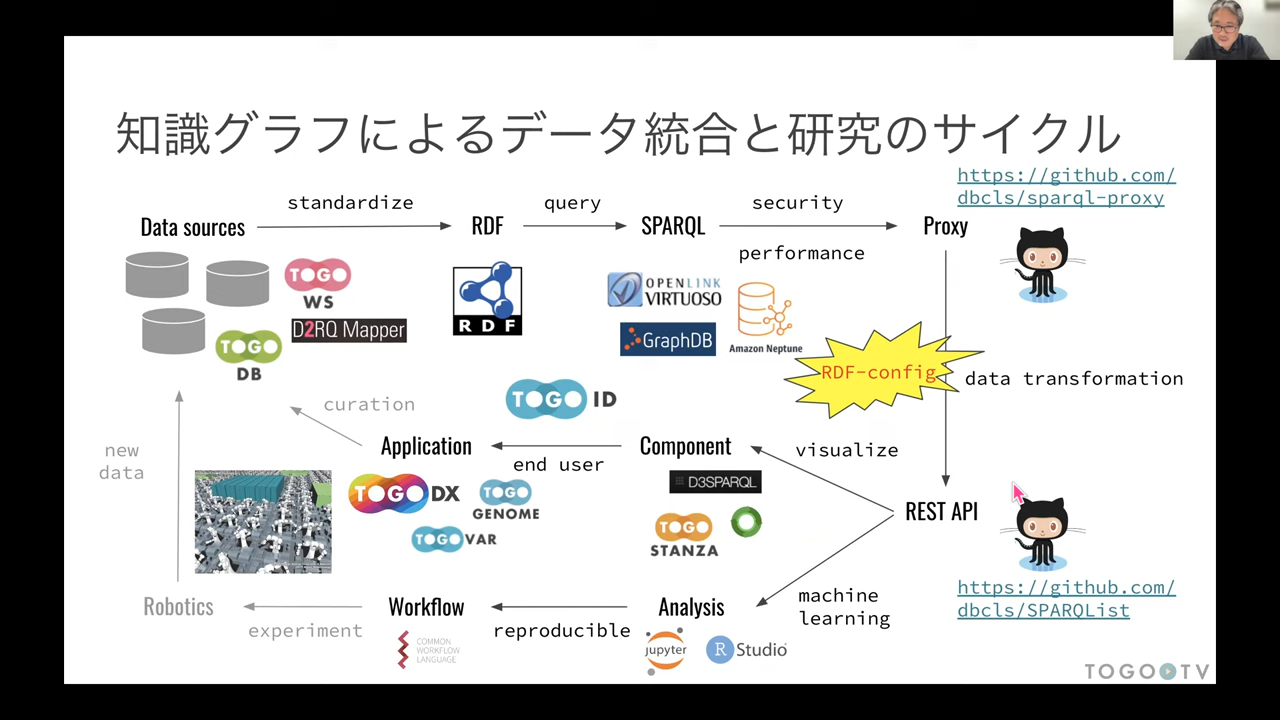 知識グラフによるデータ統合と研究のサイクル
https://github.com/
dbcls/sparql-proxy
Data sources
standardize
RDF
query
SPARQL
security
performance
Proxy
TOGO
WS
D2RQ Mapper
TOGO
DB
RDF
OPENLINK
VIRTUOSO
GraphDB
Amazon Neptune
RDF-config
data transformation
TOGO ID
curation
Application
end user
Component
visualize
new
data
TOGO DX
TOGO
GENOME
TOGO VAR
D3SPARQL
TOGO
STANZA
REST API
https://github.com/
dbcls/SPARQList
Robotics
experiment
Workflow
reproducible
Analysis
machine
learning
COMMON
WORKFLOW
LANGUAGE
jupyter
R Studio
TOGO TV